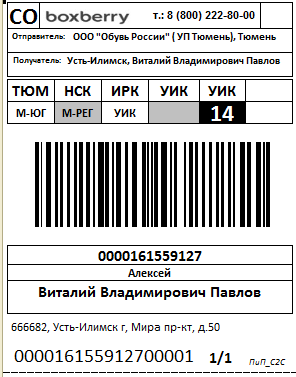 СО boxberry т.: 8 (800) 222-80-00
Отправитель: ООО "Обувь России" ( УП Тюмень), Тюмень
Получатель: Усть-Илимск, Виталий Владимирович Павлов
ТЮМ НСК ИРК УИК УИК
М-ЮГ М-РЕГ УИК 14
0000161559127
Алексей
Виталий Владимирович Павлов
666682, Усть-Илимск г, Мира пр-кт, д.50
000016155912700001 1/1 ПиП_С2С